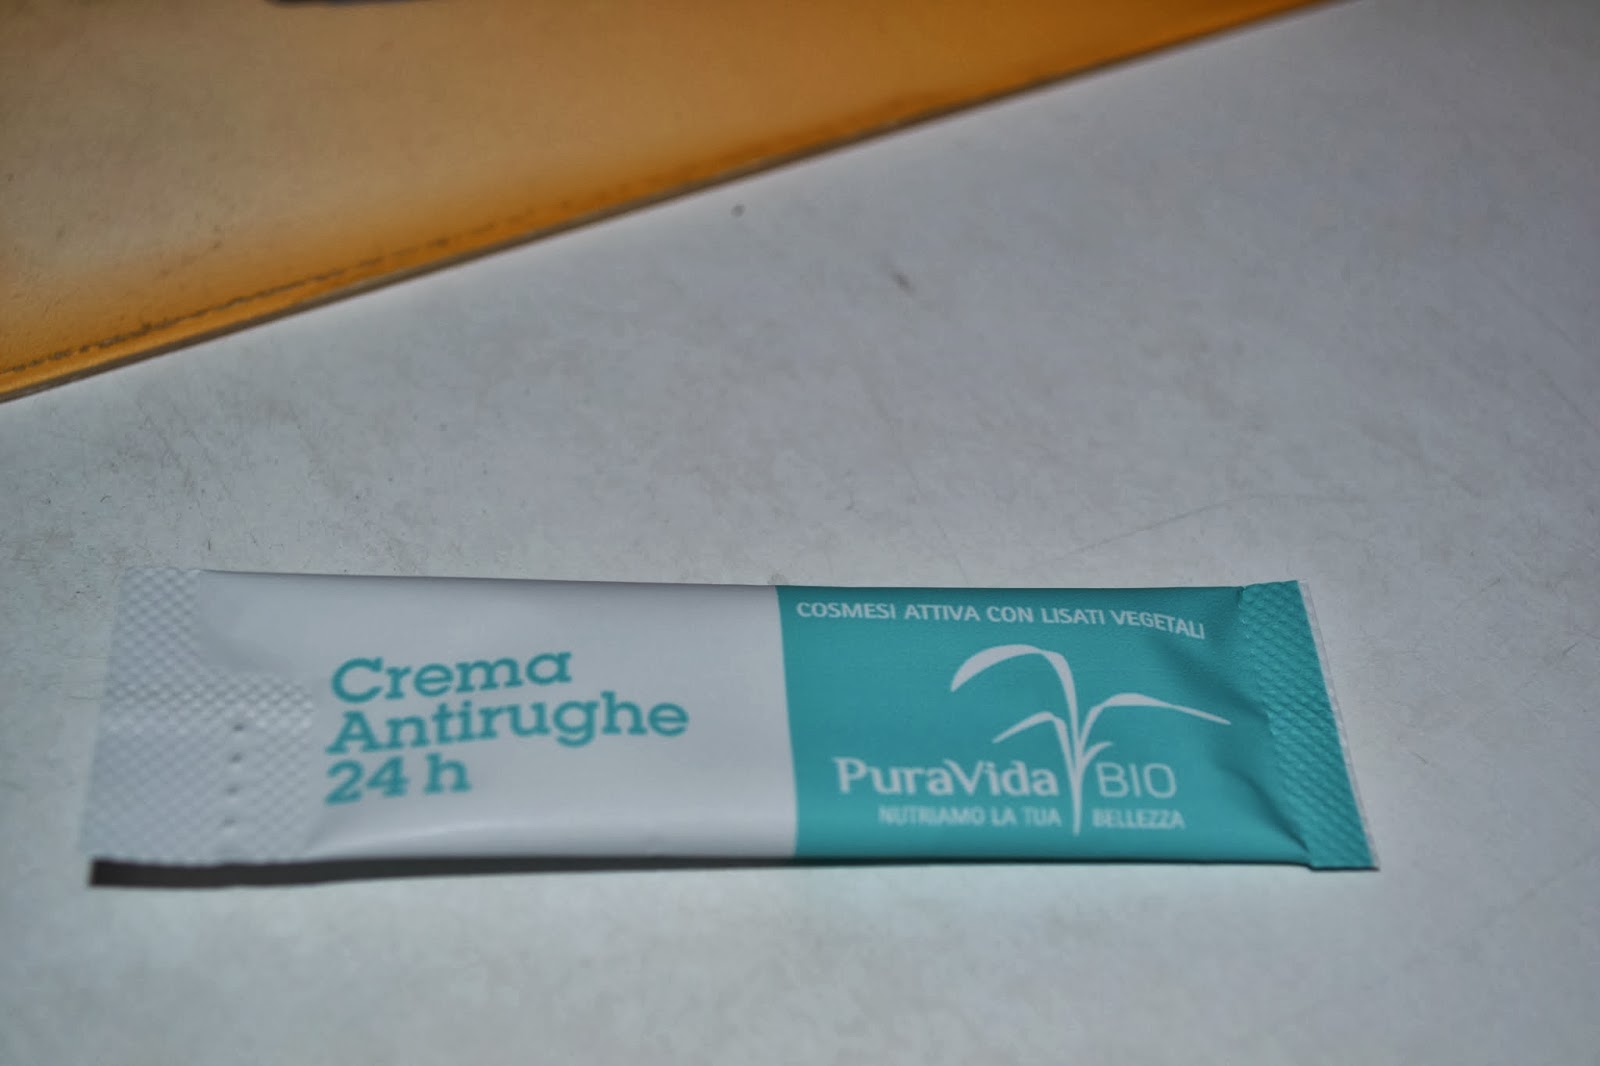 Crema
Antirughe
24 h
COSMESI ATTIVA CON LISATI VEGETALI
PuraVida BIO
NUTRIAMO LA TUA BELLEZZA